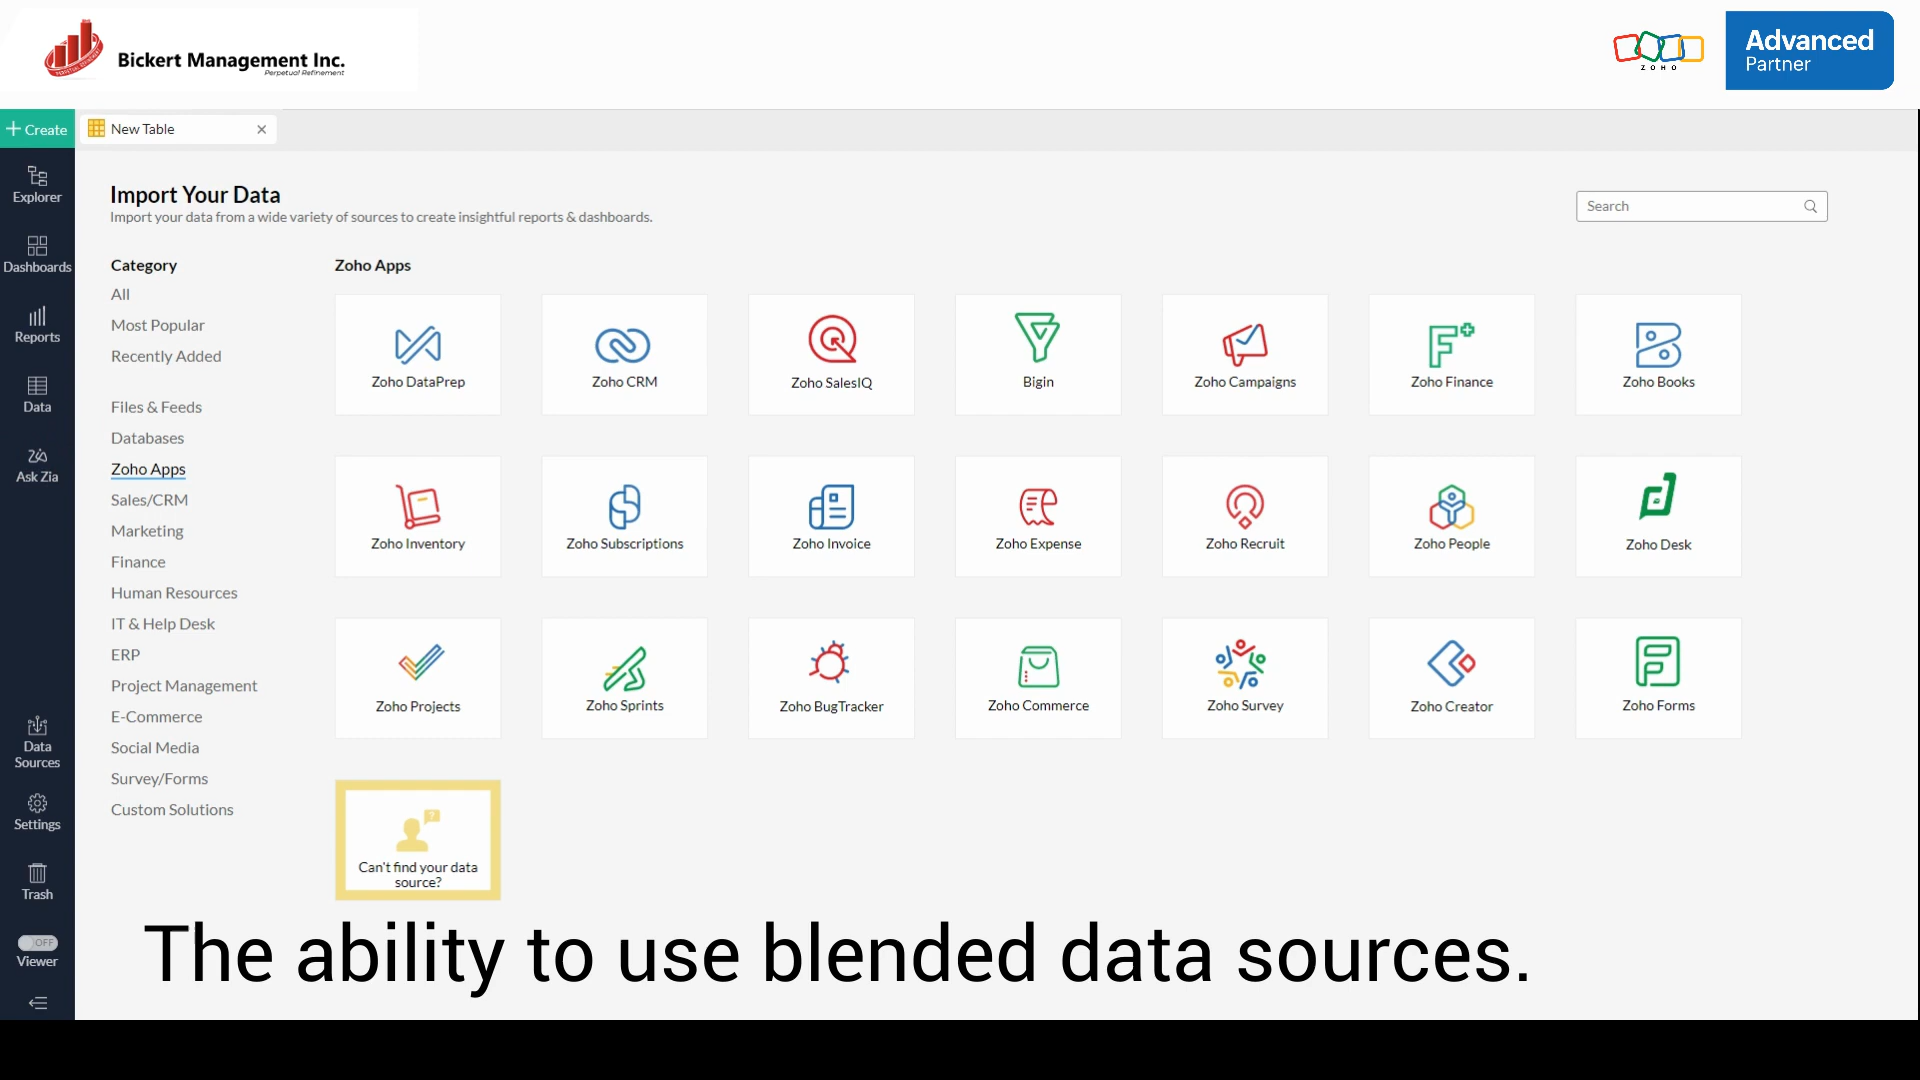 Bickert Management Inc.
Perpetual Refinement
ZOHO
Advanced
Partner
+ Create
New Table
Explorer
Dashboards
Reports
Data
Ask Zia
Data
Sources
Settings
Trash
OFF
Viewer
Import Your Data
Import your data from a wide variety of sources to create insightful reports & dashboards.
Search
Category
All
Most Popular
Recently Added
Files & Feeds
Databases
Zoho Apps
Sales/CRM
Marketing
Finance
Human Resources
IT & Help Desk
ERP
Project Management
E-Commerce
Social Media
Survey/Forms
Custom Solutions
Zoho Apps
Zoho DataPrep
Zoho CRM
Zoho SalesIQ
Bigin
Zoho Campaigns
Zoho Finance
Zoho Books
Zoho Inventory
Zoho Subscriptions
Zoho Invoice
Zoho Expense
Zoho Recruit
Zoho People
Zoho Desk
Zoho Projects
Zoho Sprints
Zoho BugTracker
Zoho Commerce
Zoho Survey
Zoho Creator
Zoho Forms
Can't find your data
source?
The ability to use blended data sources.